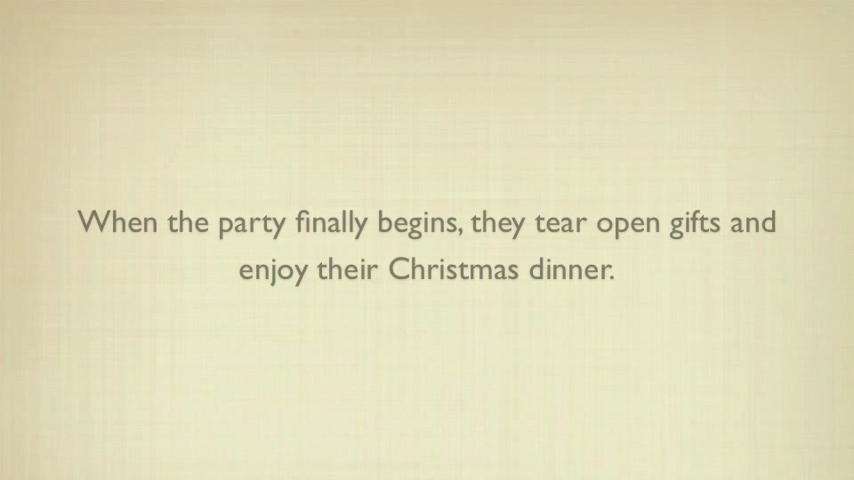 When the party finally begins, they tear open gifts and
enjoy their Christmas dinner.